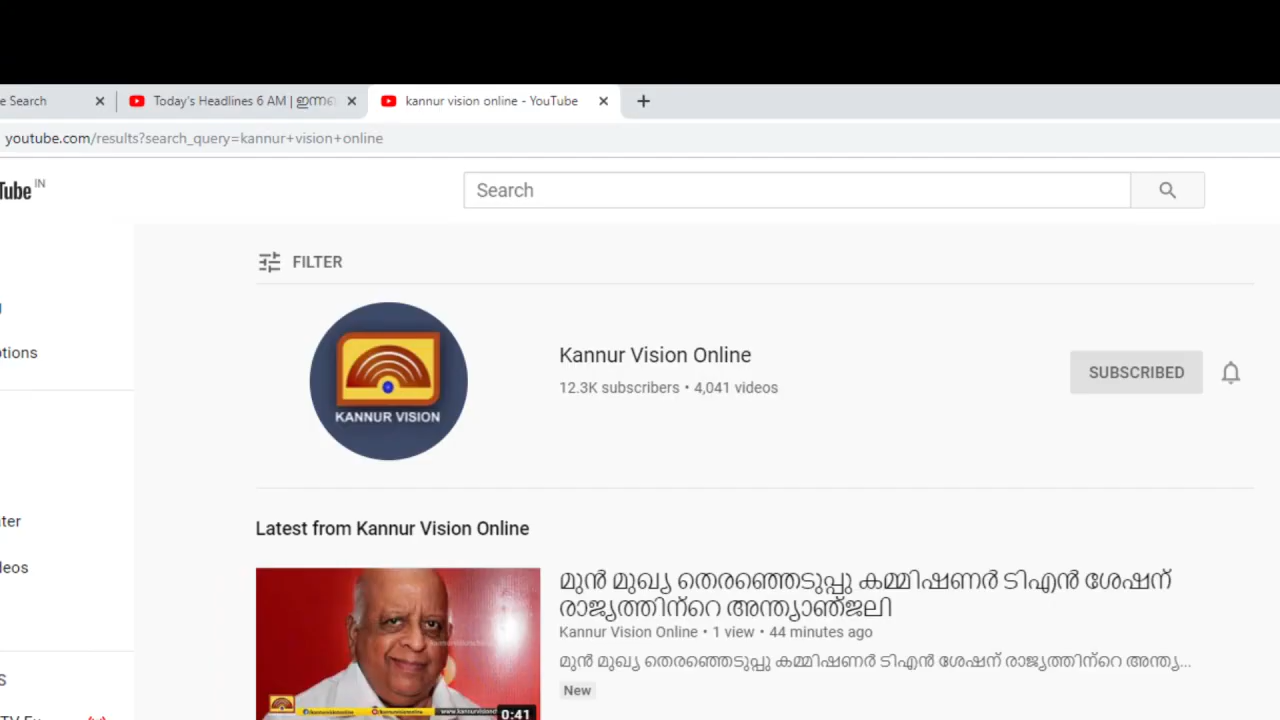 e Search
Today's Headlines 6 AM | ഇന്നത്
kannur vision online - YouTube
youtube.com/results?search_query=kannur+vision+online
Tube IN
Search
FILTER
KANNUR VISION
Kannur Vision Online
12.3K subscribers • 4,041 videos
SUBSCRIBED
otions
ter
leos
S
Latest from Kannur Vision Online
മുൻ മുഖ്യ തെരഞ്ഞെടുപ്പു കമ്മിഷണർ ടിഎൻ ശേഷന്
രാജ്യത്തിന്റെ അന്ത്യാഞ്ജലി
Kannur Vision Online • 1 view • 44 minutes ago
മുൻ മുഖ്യ തെരഞ്ഞെടുപ്പു കമ്മിഷണർ ടിഎൻ ശേഷന് രാജ്യത്തിന്റെ അന്ത്യ...
New
0:41